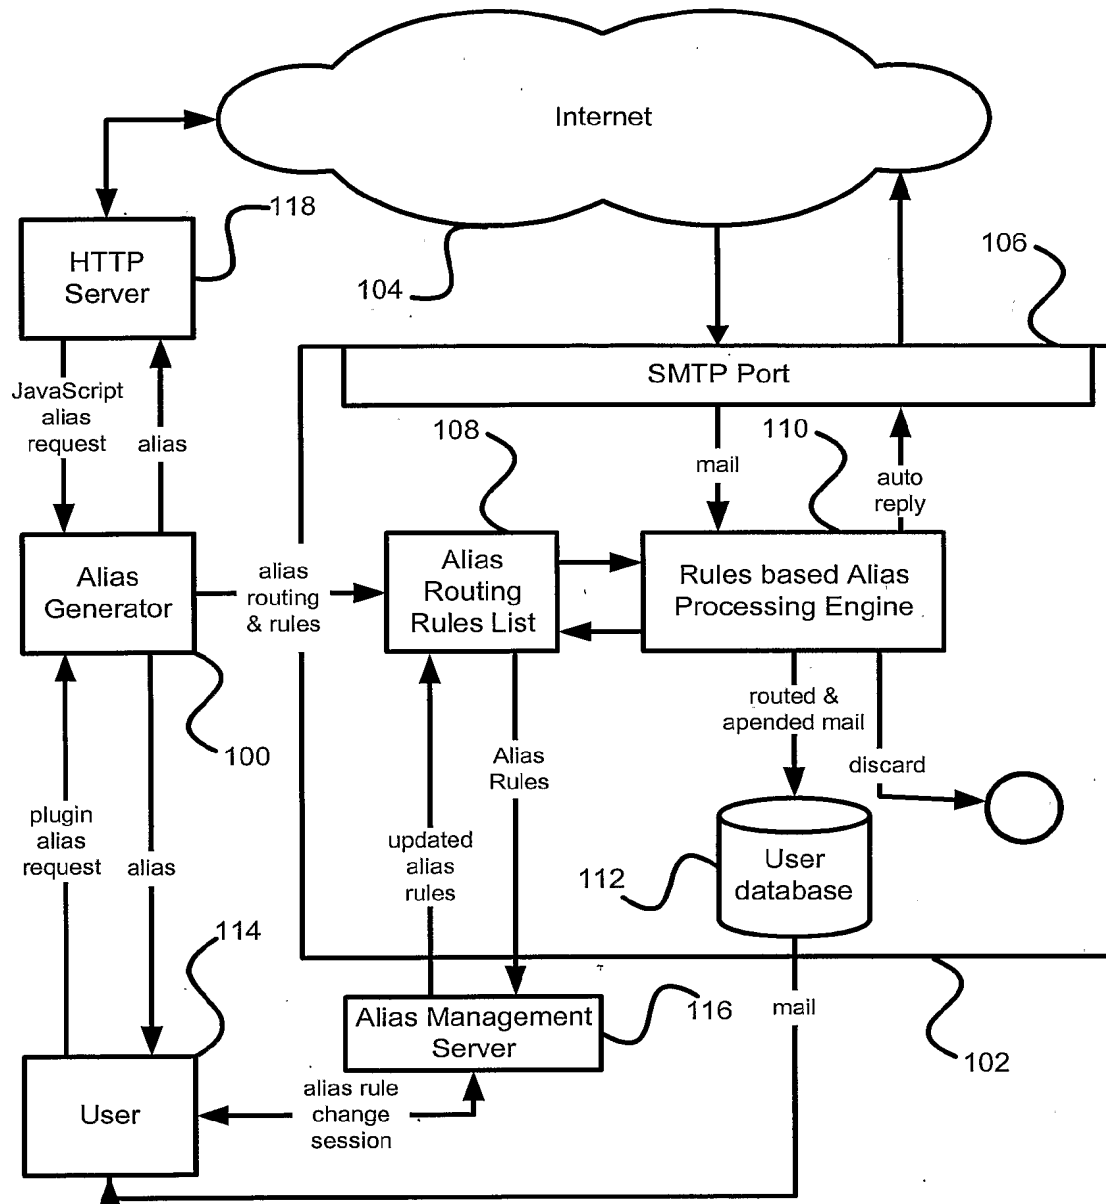 Internet
118
HTTP
Server
104
106
SMTP Port
JavaScript
alias
request
alias
108
110
mail
auto
reply
Alias
Generator
alias
routing
& rules
Alias
Routing
Rules List
Rules based Alias
Processing Engine
100
routed &
apended mail
Alias
Rules
discard
plugin
alias
request
alias
updated
alias
rules
112
User
database
114
116
mail
Alias Management
Server
102
User
alias rule
change
session